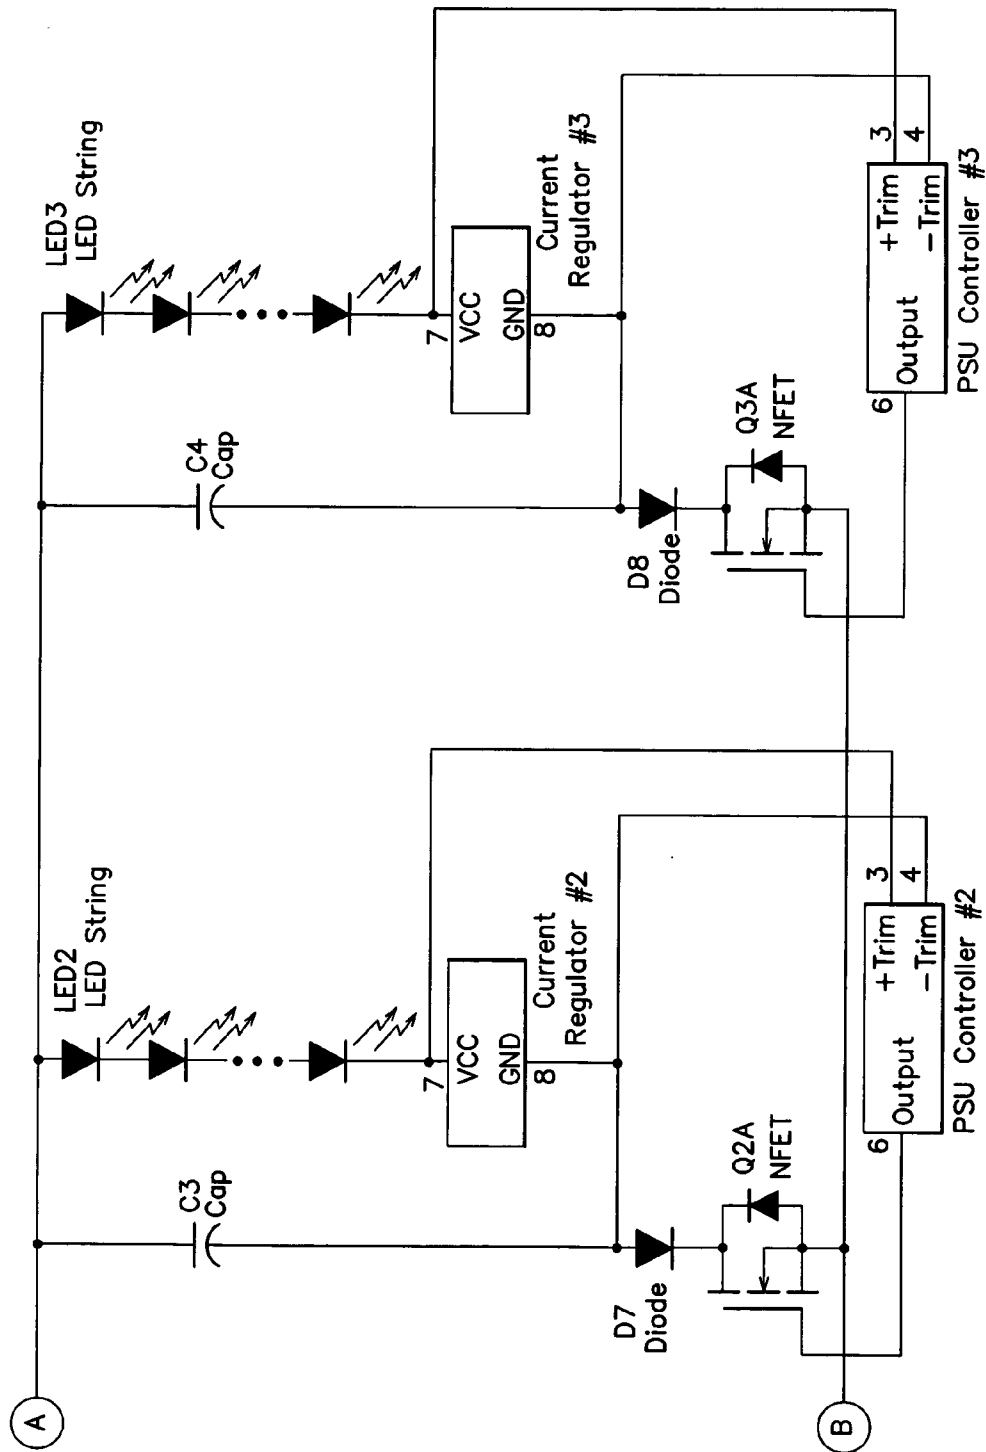 A
B
C3
Cap
LED2
LED String
7
VCC
GND
8
Current
Regulator #2
D7
Diode
Q2A
NFET
6
Output
+Trim
-Trim
3
4
PSU Controller #2
C4
Cap
LED3
LED String
7
VCC
GND
8
Current
Regulator #3
D8
Diode
Q3A
NFET
6
Output
+Trim
-Trim
3
4
PSU Controller #3